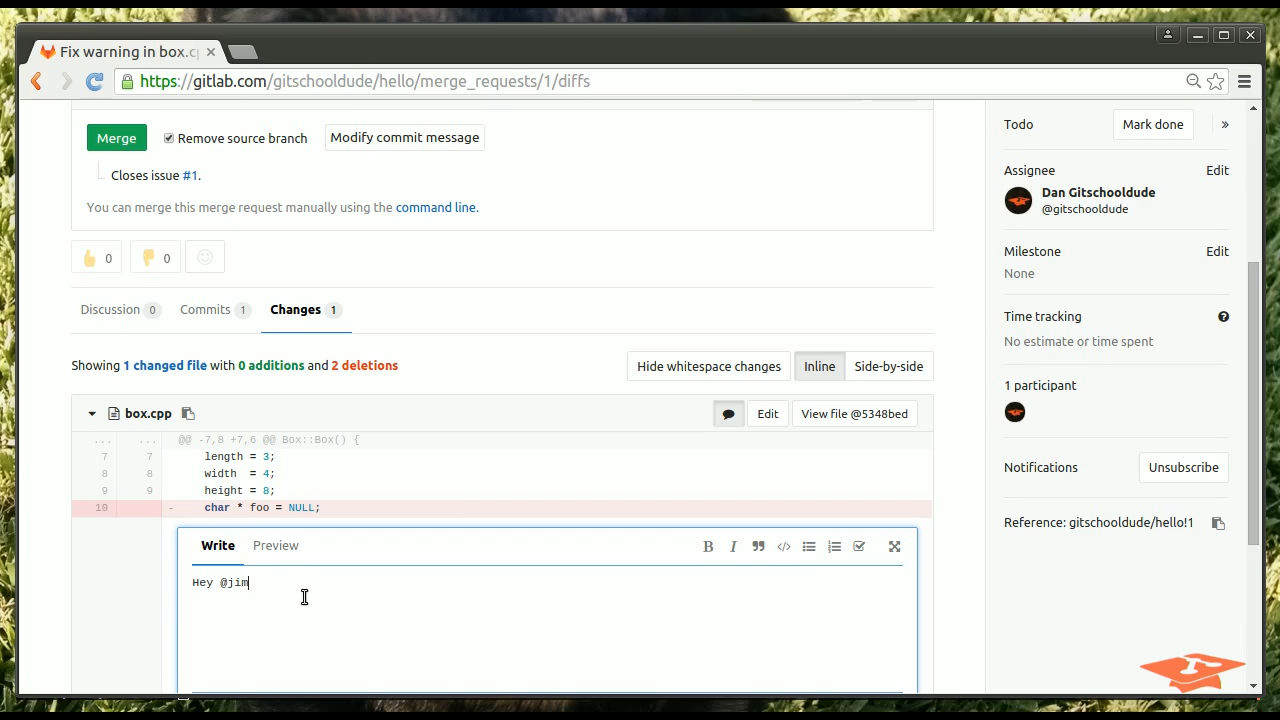 Fix warning in box.c
https://gitlab.com/gitschooldude/hello/merge_requests/1/diffs
Merge Remove source branch Modify commit message
Closes issue #1.
You can merge this merge request manually using the command line.
0 0
Discussion 0 Commits 1 Changes 1
Showing 1 changed file with 0 additions and 2 deletions
Hide whitespace changes Inline Side-by-side
box.cpp Edit View file @5348bed
... ... @@ -7,8 +7,6 @@ Box::Box() {
7 7 length = 3;
8 8 width = 4;
9 9 height = 8;
10 - char * foo = NULL;
Write Preview
Hey @jim
Todo Mark done »
Assignee Edit
Dan Gitschooldude
@gitschooldude
Milestone Edit
None
Time tracking
No estimate or time spent
1 participant
Notifications Unsubscribe
Reference: gitschooldude/hello!1